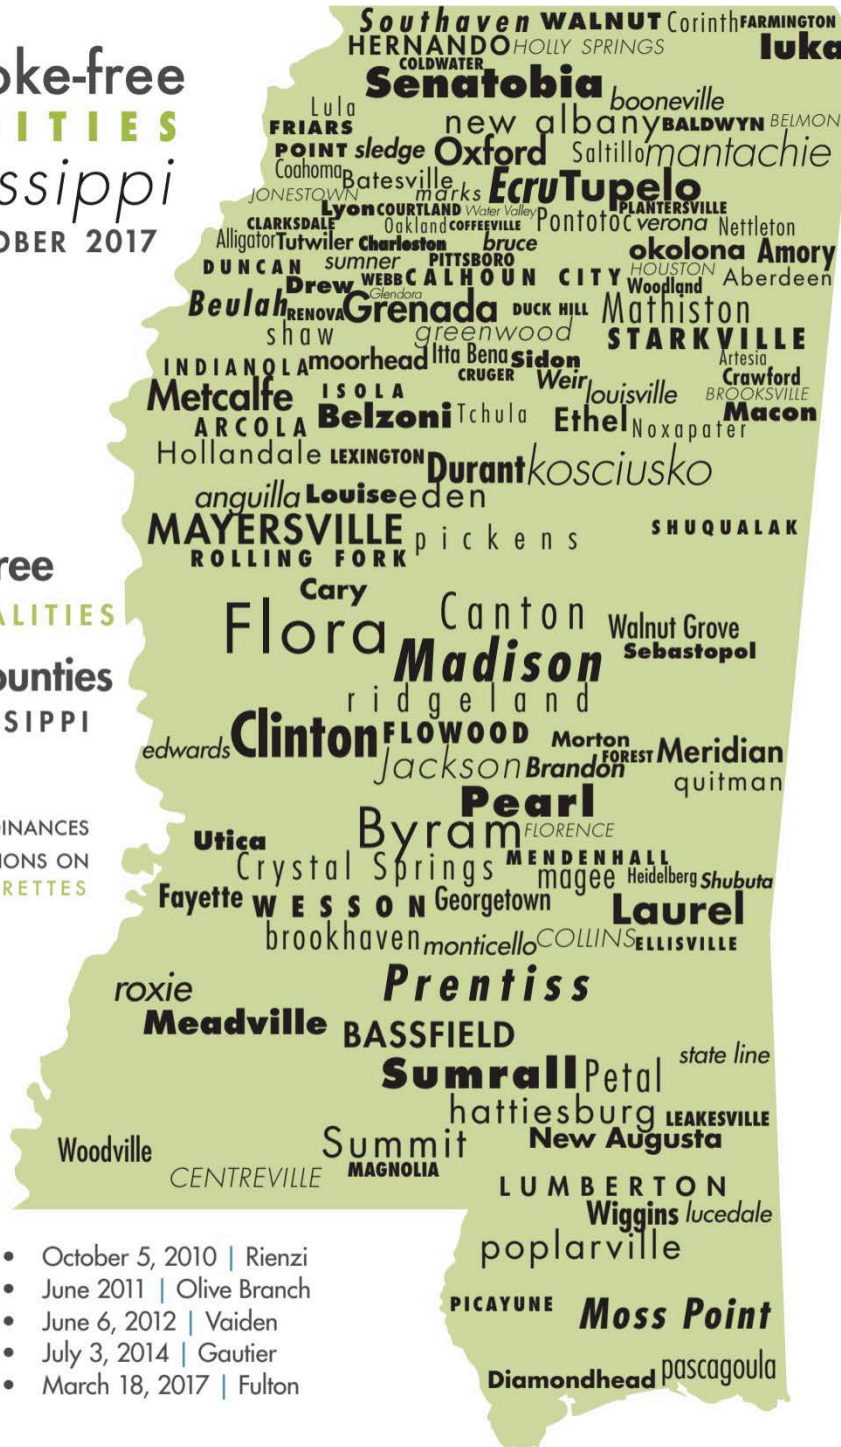 oke-free
ITIES
ssippi
OBER 2017
ree
ALITIES
ounties
SIPPI
INANCES
IONS ON
RETTES
Southaven WALNUT Corinth FARMINGTON
HERNANDO HOLLY SPRINGS Iuka
COLDWATER
Senatobia booneville
Lula new albany BALDWYN BELMON
FRIARS
POINT sledge Oxford Saltillo mantachie
Coahoma Batesville
JONESTOWN marks Ecru Tupelo
Lyon COURTLAND Water Valley PLANTERSVILLE
CLARKSDALE Oakland COFFEEVILLE Pontotoc verona Nettleton
Alligator Tutwiler Charleston bruce okolona Amory
DUNCAN sumner PITTSBORO HOUSTON
Drew WEBB CALHOUN CITY Woodland Aberdeen
Glendora
Beulah RENOVA Grenada DUCK HILL Mathiston
shaw greenwood STARKVILLE
INDIANOLA moorhead Itta Bena Sidon Artesia
CRUGER Weir Crawford
Metcalfe ISOLA louisville BROOKSVILLE
ARCOLA Belzoni Tchula Ethel Noxapater Macon
Hollandale LEXINGTON Durant kosciusko
anguilla Louise eden
MAYERSVILLE pickens SHUQUALAK
ROLLING FORK
Cary
Flora Canton Walnut Grove
Madison Sebastopol
ridgeland
edwards Clinton FLOWOOD Morton FOREST Meridian
Jackson Brandon quitman
Pearl
Utica Byram FLORENCE
Crystal Springs MENDENHALL
magee Heidelberg Shubuta
Fayette WESSON Georgetown Laurel
brookhaven monticello COLLINS ELLISVILLE
roxie Prentiss
Meadville BASSFIELD
Sumrall Petal state line
hattiesburg LEAKESVILLE
Woodville Summit New Augusta
CENTREVILLE MAGNOLIA
LUMBERTON
Wiggins lucedale
poplarville
PICAYUNE Moss Point
Diamondhead pascagoula
• October 5, 2010 | Rienzi
• June 2011 | Olive Branch
• June 6, 2012 | Vaiden
• July 3, 2014 | Gautier
• March 18, 2017 | Fulton